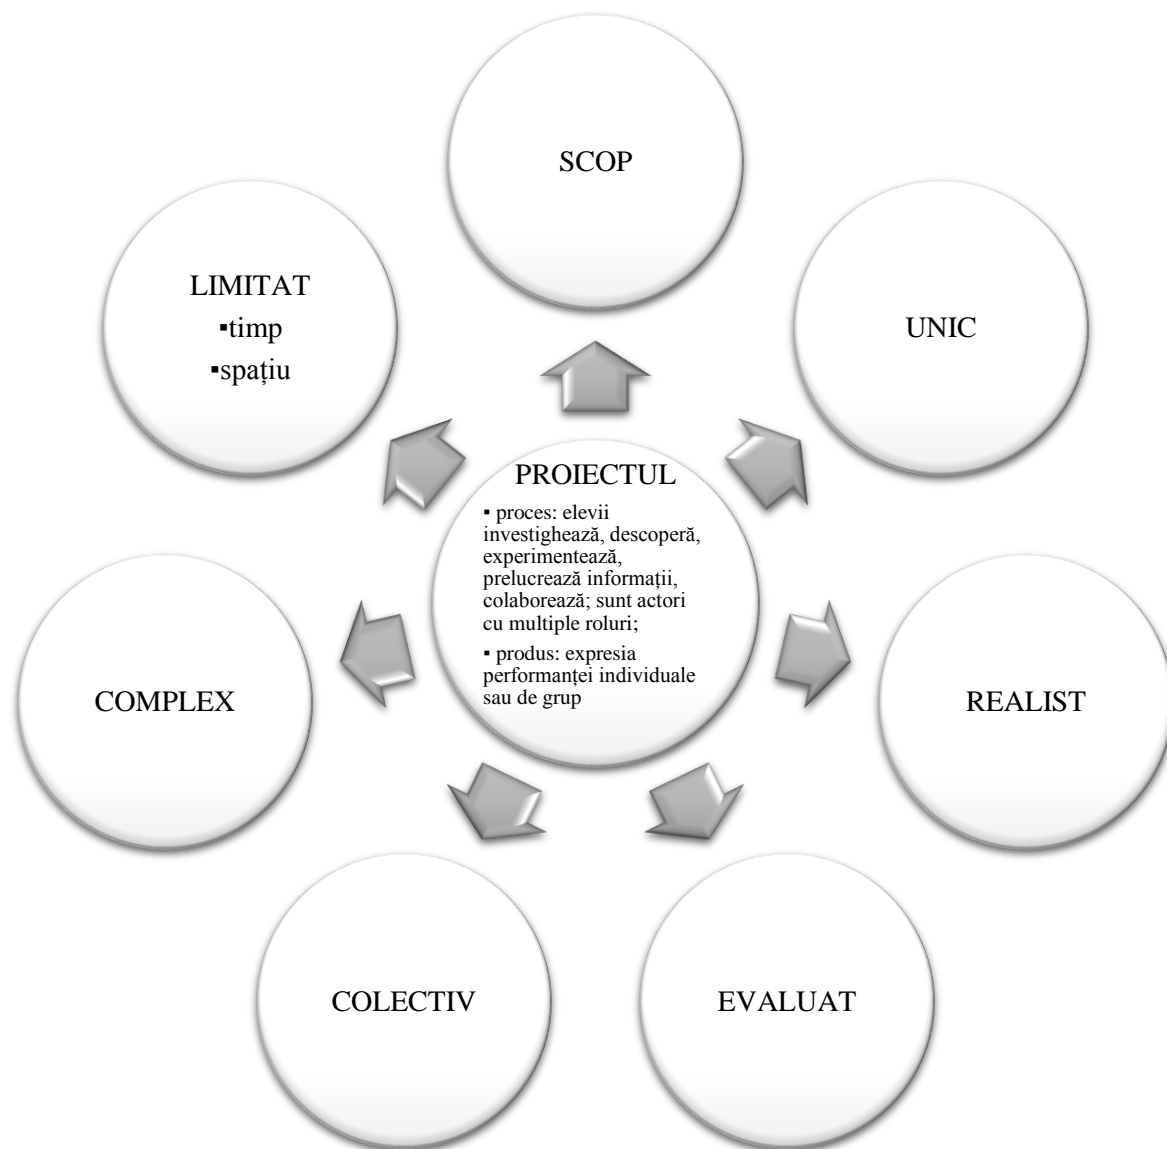 SCOP
LIMITAT
▪timp
▪spațiu
UNIC
PROIECTUL
▪ proces: elevii
investighează, descoperă,
experimentează,
prelucrează informații,
colaborează; sunt actori
cu multiple roluri;
▪ produs: expresia
performanței individuale
sau de grup
COMPLEX
REALIST
COLECTIV
EVALUAT